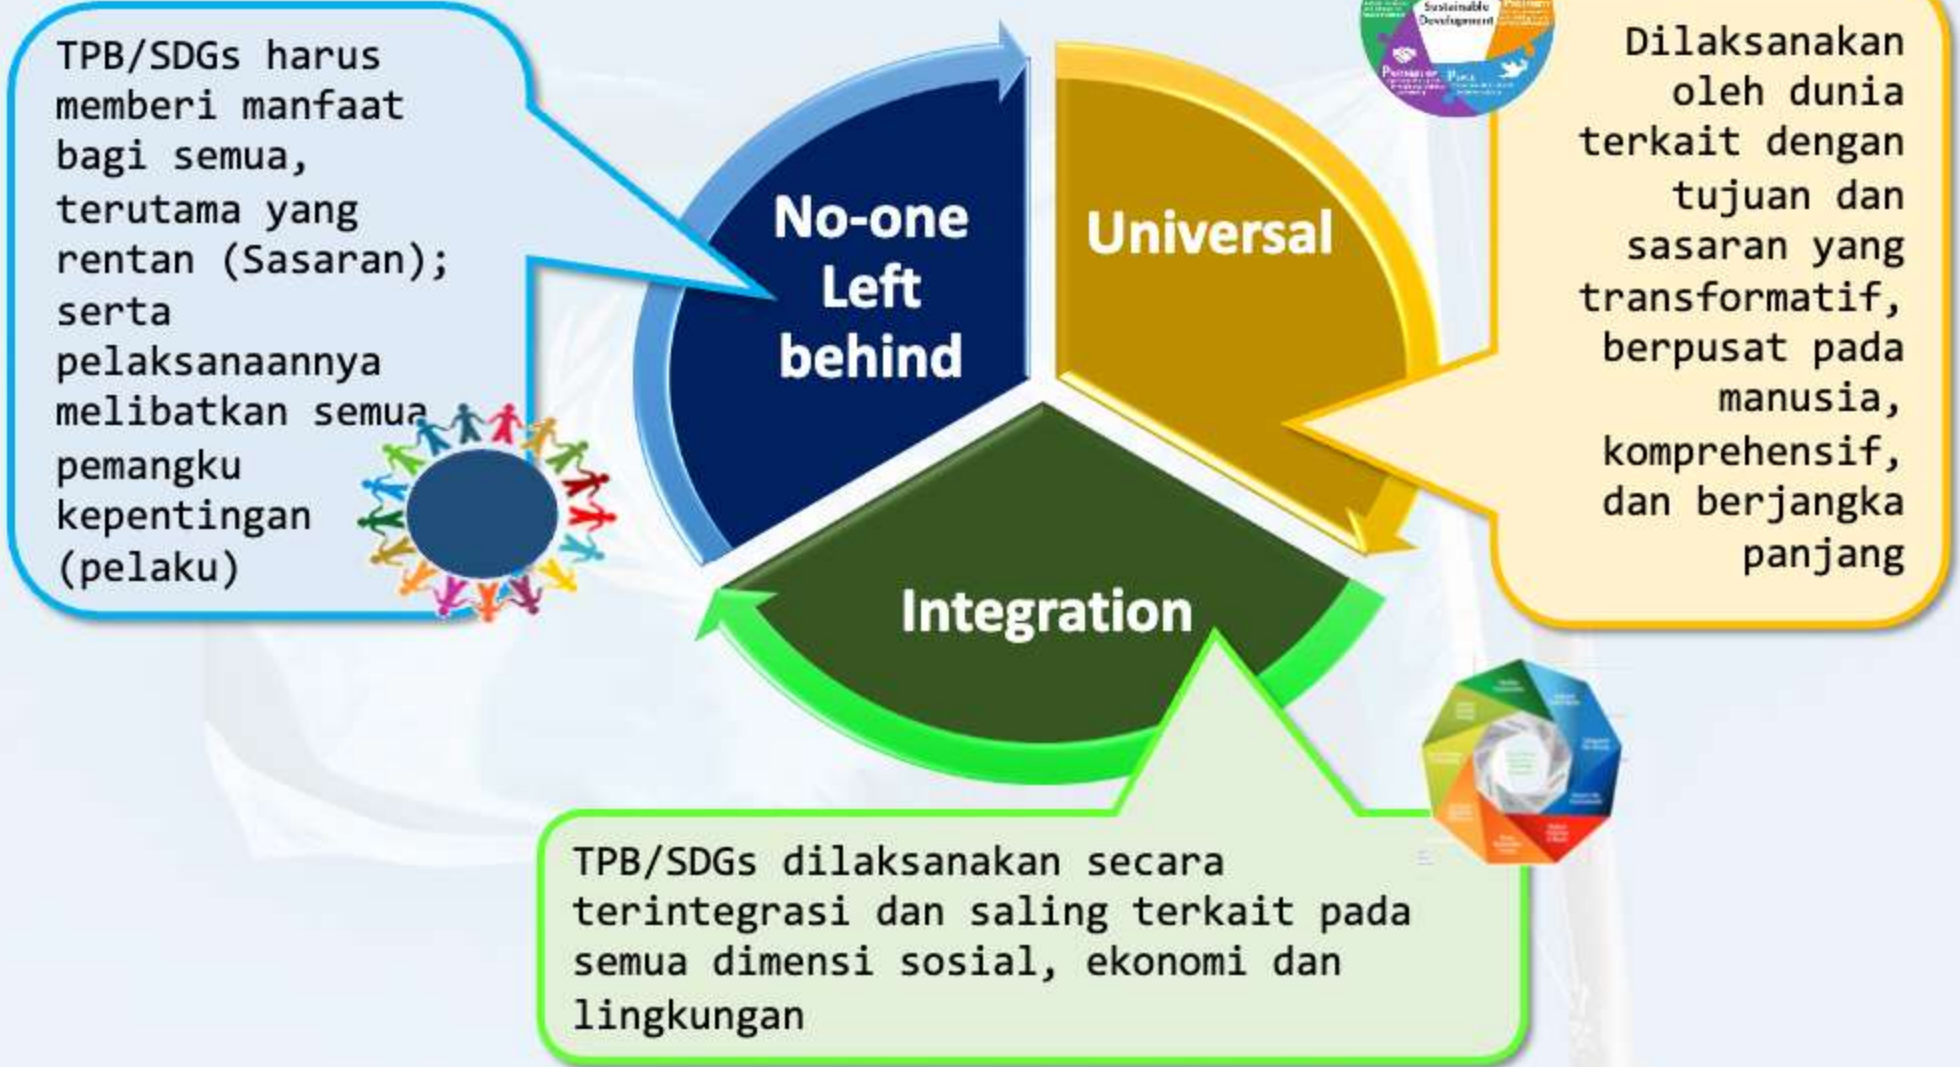 TPB/SDGs harus
memberi manfaat
bagi semua,
terutama yang
rentan (Sasaran);
serta
pelaksanaannya
melibatkan semua
pemangku
kepentingan
(pelaku)
No-one
Left
behind
Universal
Integration
Sustainable
Development
Dilaksanakan
oleh dunia
terkait dengan
tujuan dan
sasaran yang
transformatif,
berpusat pada
manusia,
komprehensif,
dan berjangka
panjang
TPB/SDGs dilaksanakan secara
terintegrasi dan saling terkait pada
semua dimensi sosial, ekonomi dan
lingkungan